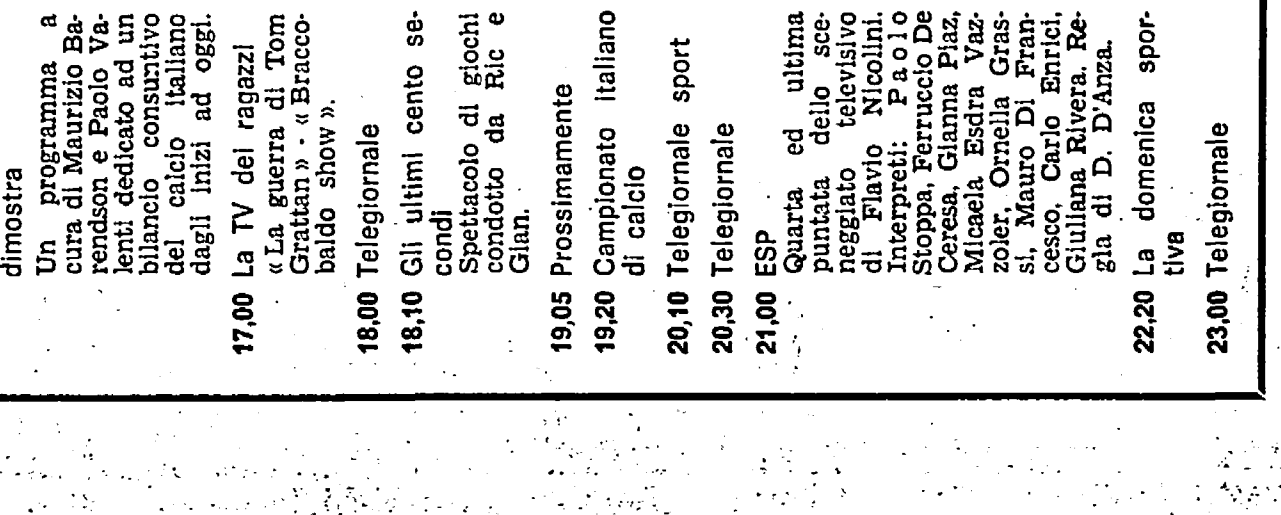 dimostra
Un programma a
cura di Maurizio Ba-
rendson e Paolo Va-
lenti dedicato ad un
bilancio consuntivo
del calcio italiano
dagli inizi ad oggi.
17,00 La TV dei ragazzi
«La guerra di Tom
Grattan» - «Bracco-
baldo show».
18,00 Telegiornale
18,10 Gli ultimi cento se-
condi
Spettacolo di giochi
condotto da Ric e
Gian.
19,05 Prossimamente
19,20 Campionato italiano
di calcio
20,10 Telegiornale sport
20,30 Telegiornale
21,00 ESP
Quarta ed ultima
puntata dello sce-
neggiato televisivo
di Flavio Nicolini.
Interpreti: Paolo
Stoppa, Ferruccio De
Ceresa, Gianna Piaz,
Micaela Esdra Vaz-
zoler, Ornella Gras-
si, Mauro Di Fran-
cesco, Carlo Enrici,
Giuliana Rivera. Re-
gia di D. D'Anza.
22,20 La domenica spor-
tiva
23,00 Telegiornale